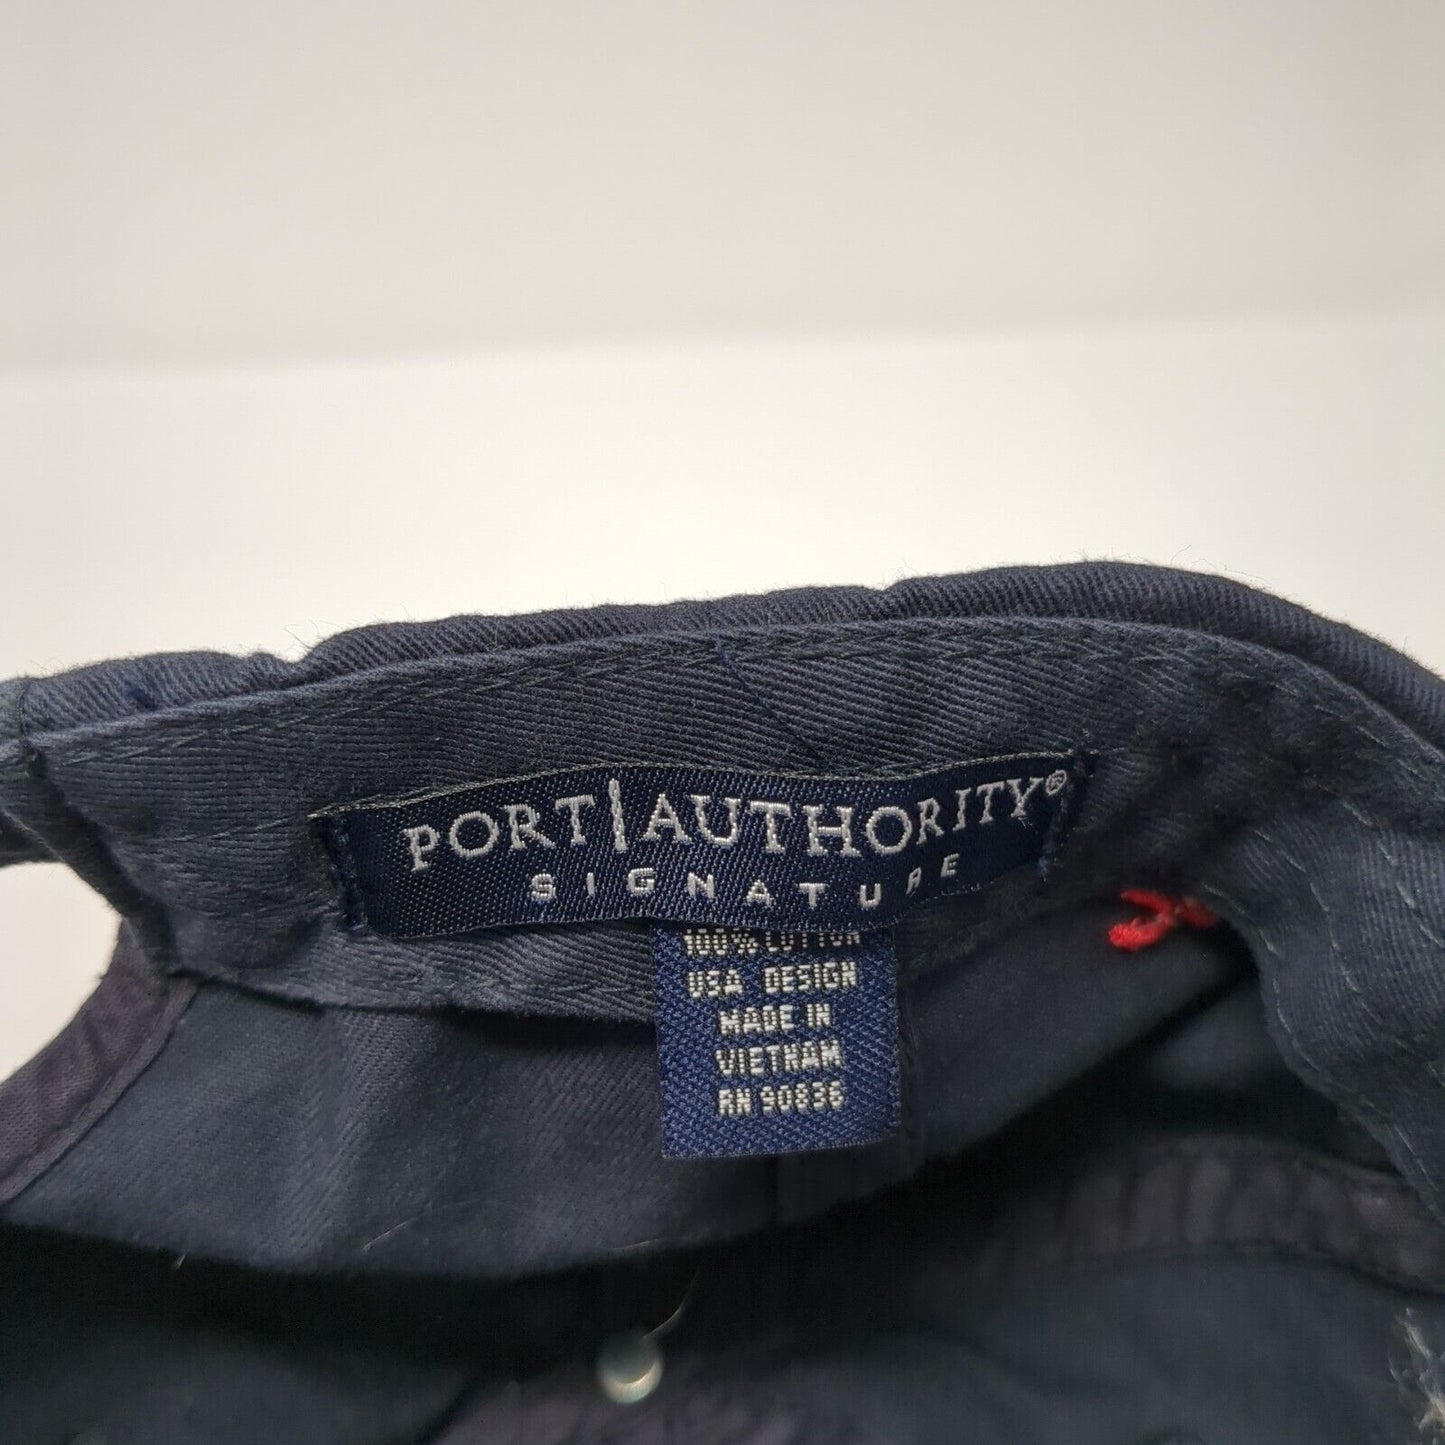 PORT|AUTHORITY®
SIGNATURE
100% COTTON
USA DESIGN
MADE IN
VIETNAM
RN 90836